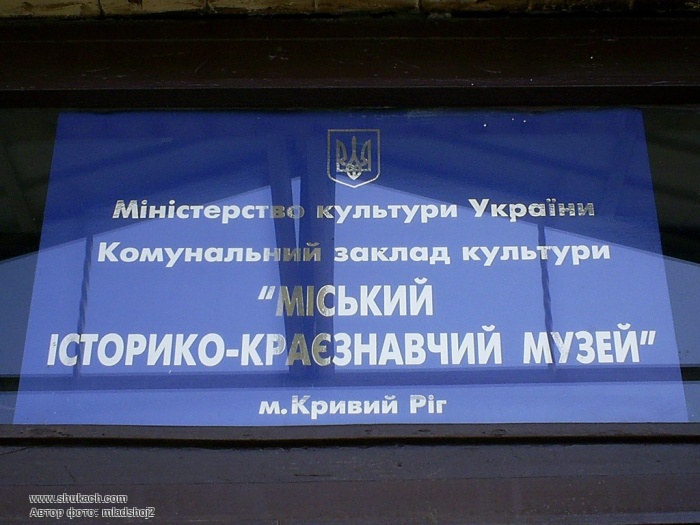 Міністерство культури України
Комунальний заклад культури
“МІСЬКИЙ
ІСТОРИКО-КРАЄЗНАВЧИЙ МУЗЕЙ”
м.Кривий Ріг
www.shukach.com
Автор фото: mladshoj2